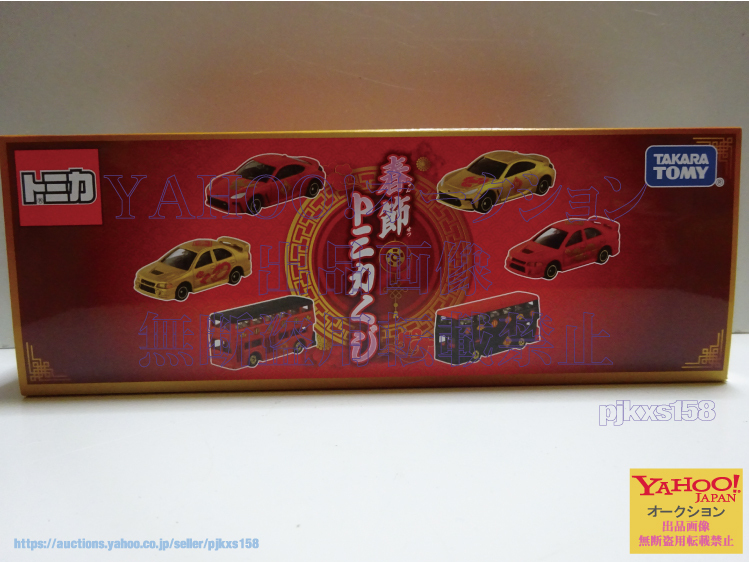 トミカ
TAKARA
TOMY
春節
トミカくじ
YAHOO!オークション
出品画像
無断盗用転載禁止
pjkxs158
YAHOO!
JAPAN
オークション
出品画像
無断盗用転載禁止
https://auctions.yahoo.co.jp/seller/pjkxs158